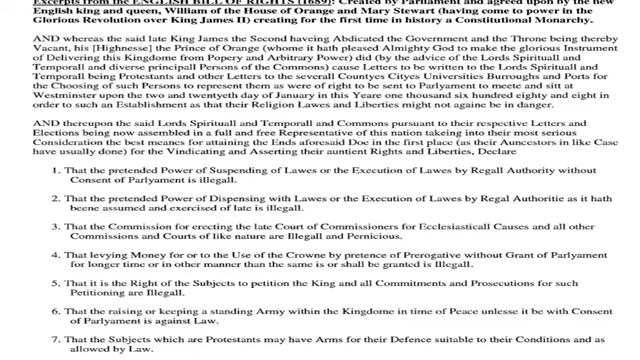 Excerpts from the ENGLISH BILL OF RIGHTS (1689): Created by Parliament and agreed upon by the new
English king and queen, William of the House of Orange and Mary Stewart (having come to power in the
Glorious Revolution over King James II) creating for the first time in history a Constitutional Monarchy.
AND whereas the said late King James the Second haveing Abdicated the Government and the Throne being thereby
Vacant, his [Highnesse] the Prince of Orange (whome it hath pleased Almighty God to make the glorious Instrument
of Delivering this Kingdome from Popery and Arbitrary Power) did (by the advice of the Lords Spirituall and
Temporall and diverse principall Persons of the Commons) cause Letters to be written to the Lords Spirituall and
Temporall being Protestants and other Letters to the severall Countyes Cityes Universities Burroughs and Ports for
the Choosing of such Persons to represent them as were of right to be sent to Parlyament to meete and sitt at
Westminster upon the two and twentyeth day of January in this Yeare one thousand six hundred eighty and eight in
order to such an Establishment as that their Religion Lawes and Liberties might not againe be in danger.
AND thereupon the said Lords Spirituall and Temporall and Commons pursuant to their respective Letters and
Elections being now assembled in a full and free Representative of this nation takeing into their most serious
Consideration the best meanes for attaining the Ends aforesaid Doe in the first place (as their Auncestors in like Case
have usually done) for the Vindicating and Asserting their auntient Rights and Liberties, Declare
1. That the pretended Power of Suspending of Lawes or the Execution of Lawes by Regall Authority without
Consent of Parlyament is illegall.
2. That the pretended Power of Dispensing with Lawes or the Execution of Lawes by Regal Authoritie as it hath
beene assumed and exercised of late is illegall.
3. That the Commission for erecting the late Court of Commissioners for Ecclesiasticall Causes and all other
Commissions and Courts of like nature are Illegall and Pernicious.
4. That levying Money for or to the Use of the Crowne by pretence of Prerogative without Grant of Parlyament
for longer time or in other manner than the same is or shall be granted is Illegall.
5. That it is the Right of the Subjects to petition the King and all Commitments and Prosecutions for such
Petitioning are Illegall.
6. That the raising or keeping a standing Army within the Kingdome in time of Peace unlesse it be with Consent
of Parlyament is against Law.
7. That the Subjects which are Protestants may have Arms for their Defence suitable to their Conditions and as
allowed by Law.